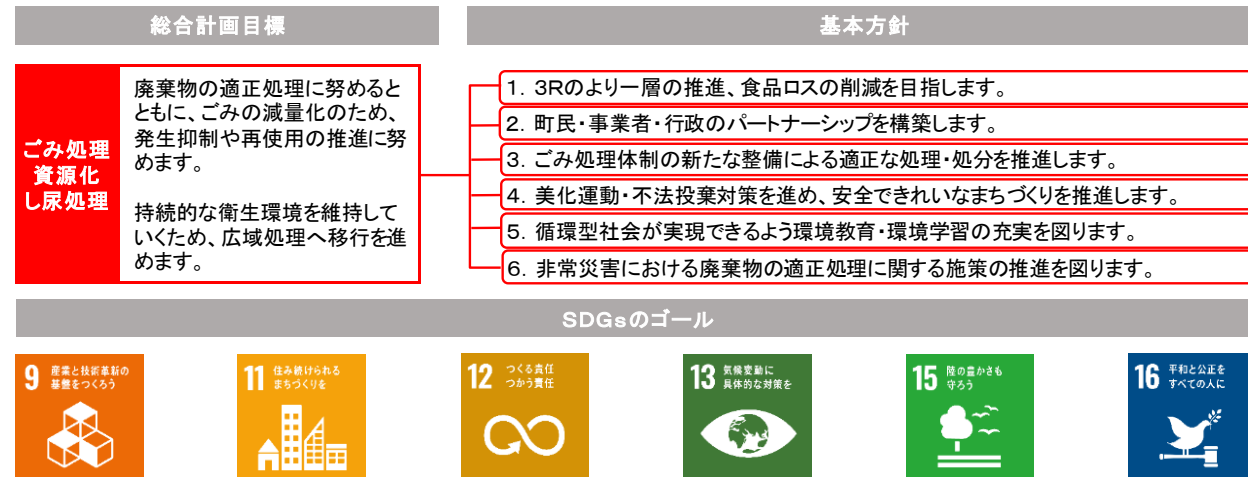 総合計画目標
基本方針
ごみ処理
資源化
し尿処理
廃棄物の適正処理に努めると
ともに、ごみの減量化のため、
発生抑制や再使用の推進に努
めます。
持続的な衛生環境を維持して
いくため、広域処理へ移行を進
めます。
1．3Rのより一層の推進、食品ロスの削減を目指します。
2．町民・事業者・行政のパートナーシップを構築します。
3．ごみ処理体制の新たな整備による適正な処理・処分を推進します。
4．美化運動・不法投棄対策を進め、安全できれいなまちづくりを推進します。
5．循環型社会が実現できるよう環境教育・環境学習の充実を図ります。
6．非常災害における廃棄物の適正処理に関する施策の推進を図ります。
SDGsのゴール
9 産業と技術革新の
基盤をつくろう
11 住み続けられる
まちづくりを
12 つくる責任
つかう責任
13 気候変動に
具体的な対策を
15 陸の豊かさも
守ろう
16 平和と公正を
すべての人に